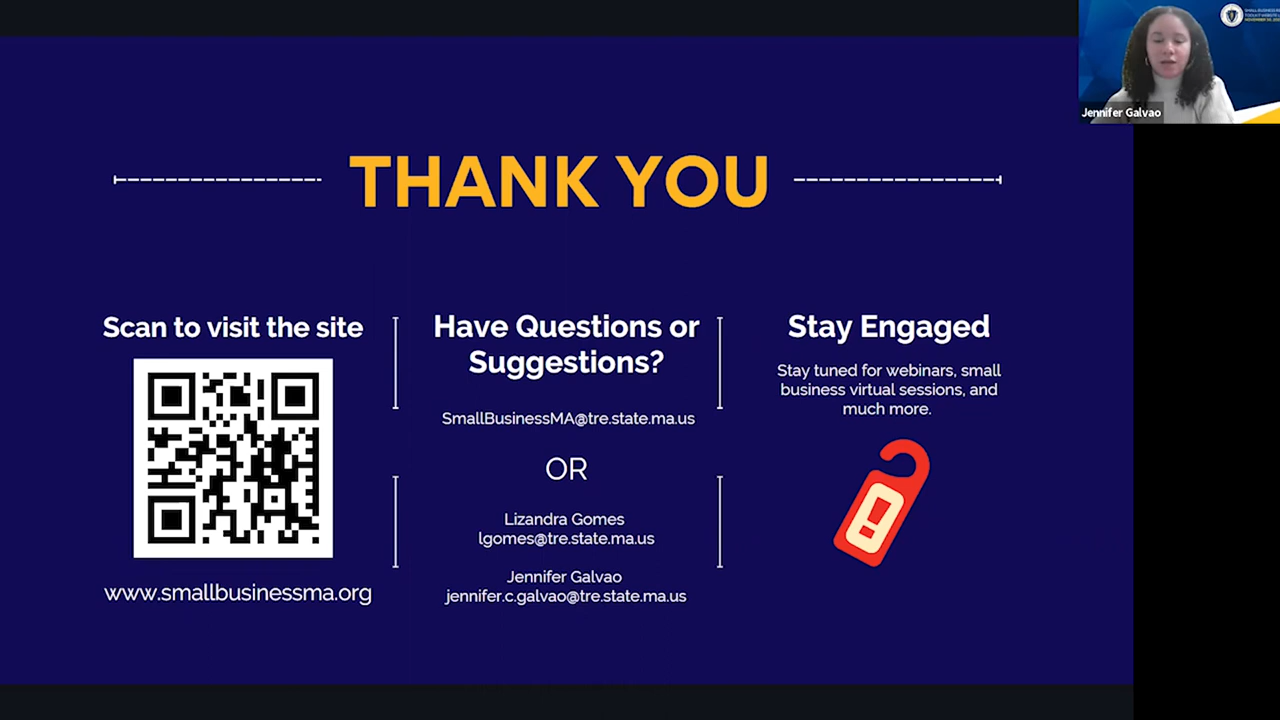 SMALL BUSINESS
Jennifer Galvao
THANK YOU
Scan to visit the site
www.smallbusinessma.org
Have Questions or
Suggestions?
SmallBusinessMA@tre.state.ma.us
OR
Lizandra Gomes
lgomes@tre.state.ma.us
Jennifer Galvao
jennifer.c.galvao@tre.state.ma.us
Stay Engaged
Stay tuned for webinars, small
business virtual sessions, and
much more.
!